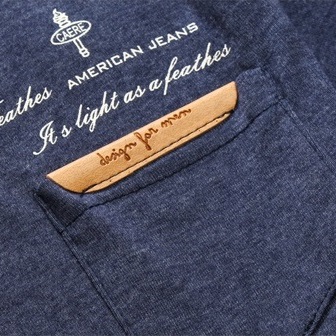 CAERE
AMERICAN JEANS
feathes
It s light as a feathes
design for men